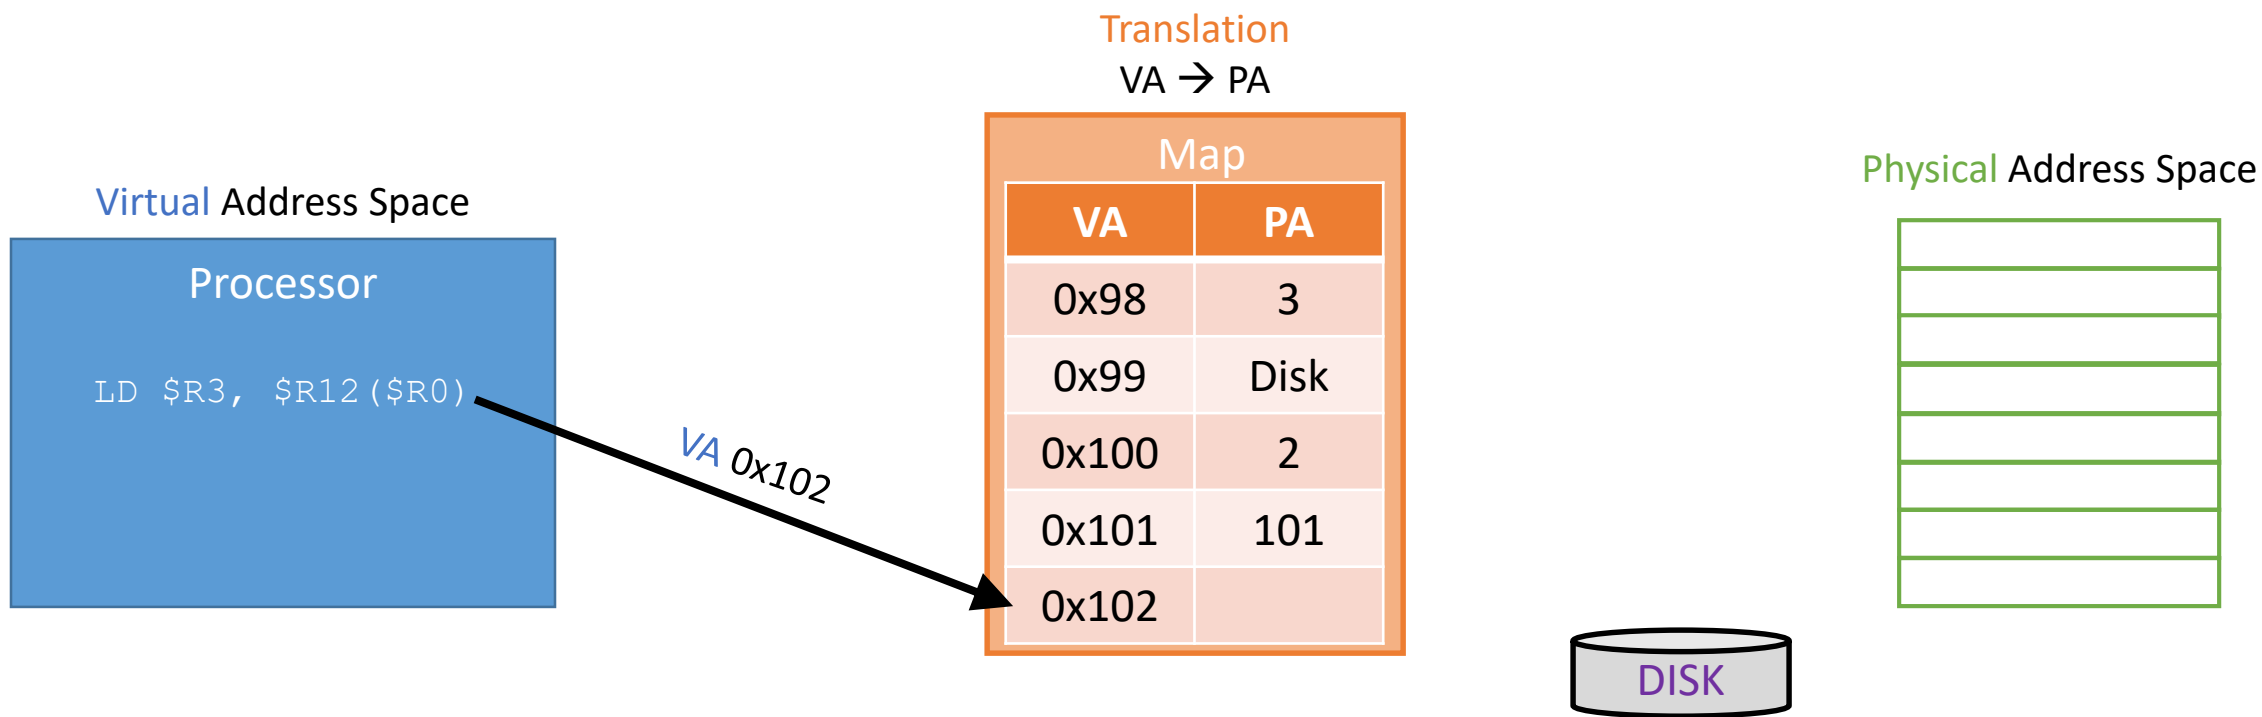 Translation
VA → PA
Virtual Address Space
Processor
LD $R3, $R12($R0)
VA 0x102
Map
VA PA
0x98 3
0x99 Disk
0x100 2
0x101 101
0x102
Physical Address Space
DISK